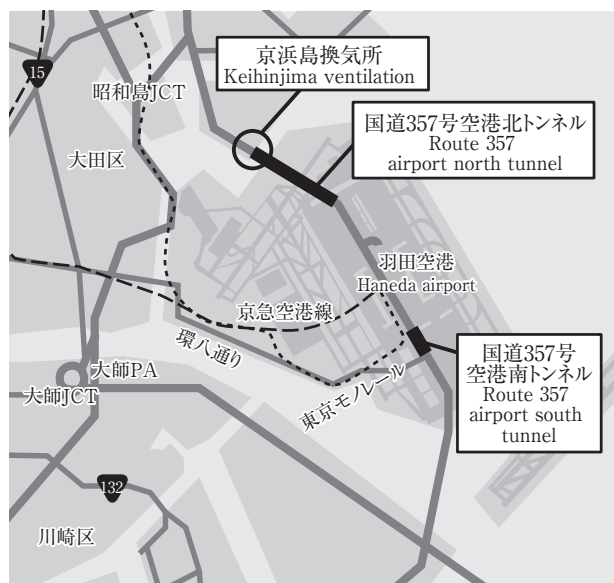 京浜島換気所
Keihinjima ventilation
15
昭和島JCT
国道357号空港北トンネル
Route 357
airport north tunnel
大田区
羽田空港
Haneda airport
京急空港線
環八通り
国道357号
空港南トンネル
Route 357
airport south
tunnel
大師PA
大師JCT
東京モノレール
132
川崎区